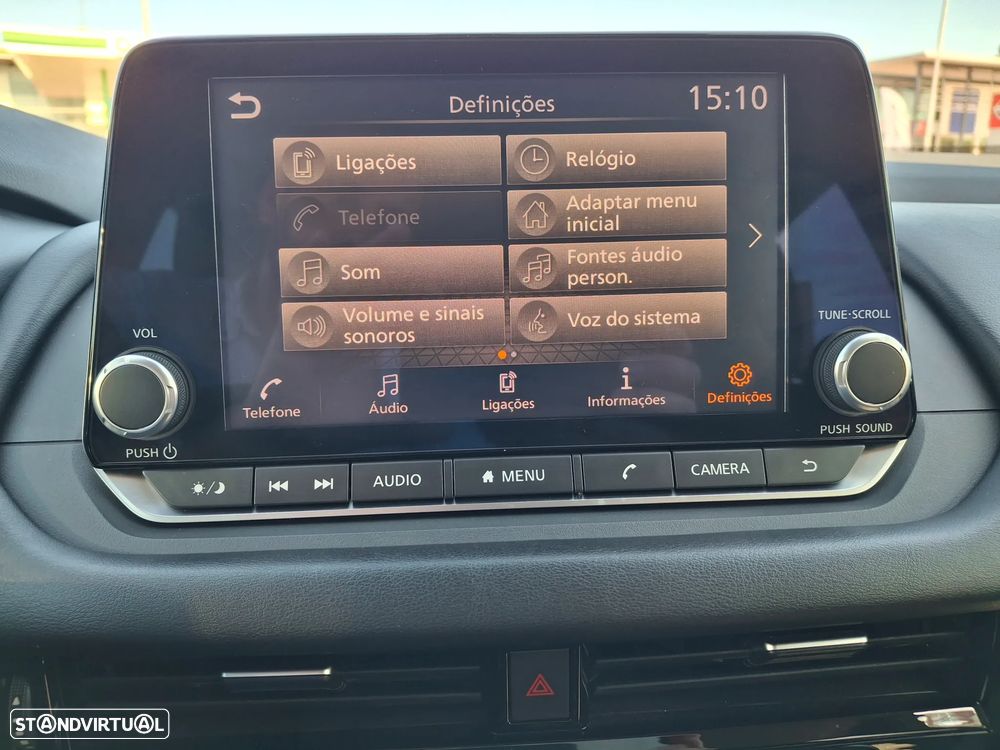 Definições
15:10
Ligações
Relógio
Telefone
Adaptar menu
inicial
Som
Fontes áudio
person.
Volume e sinais
sonoros
Voz do sistema
Telefone
Áudio
Ligações
Informações
Definições
VOL
PUSH
TUNE·SCROLL
PUSH SOUND
AUDIO
MENU
CAMERA
STANDVIRTUAL